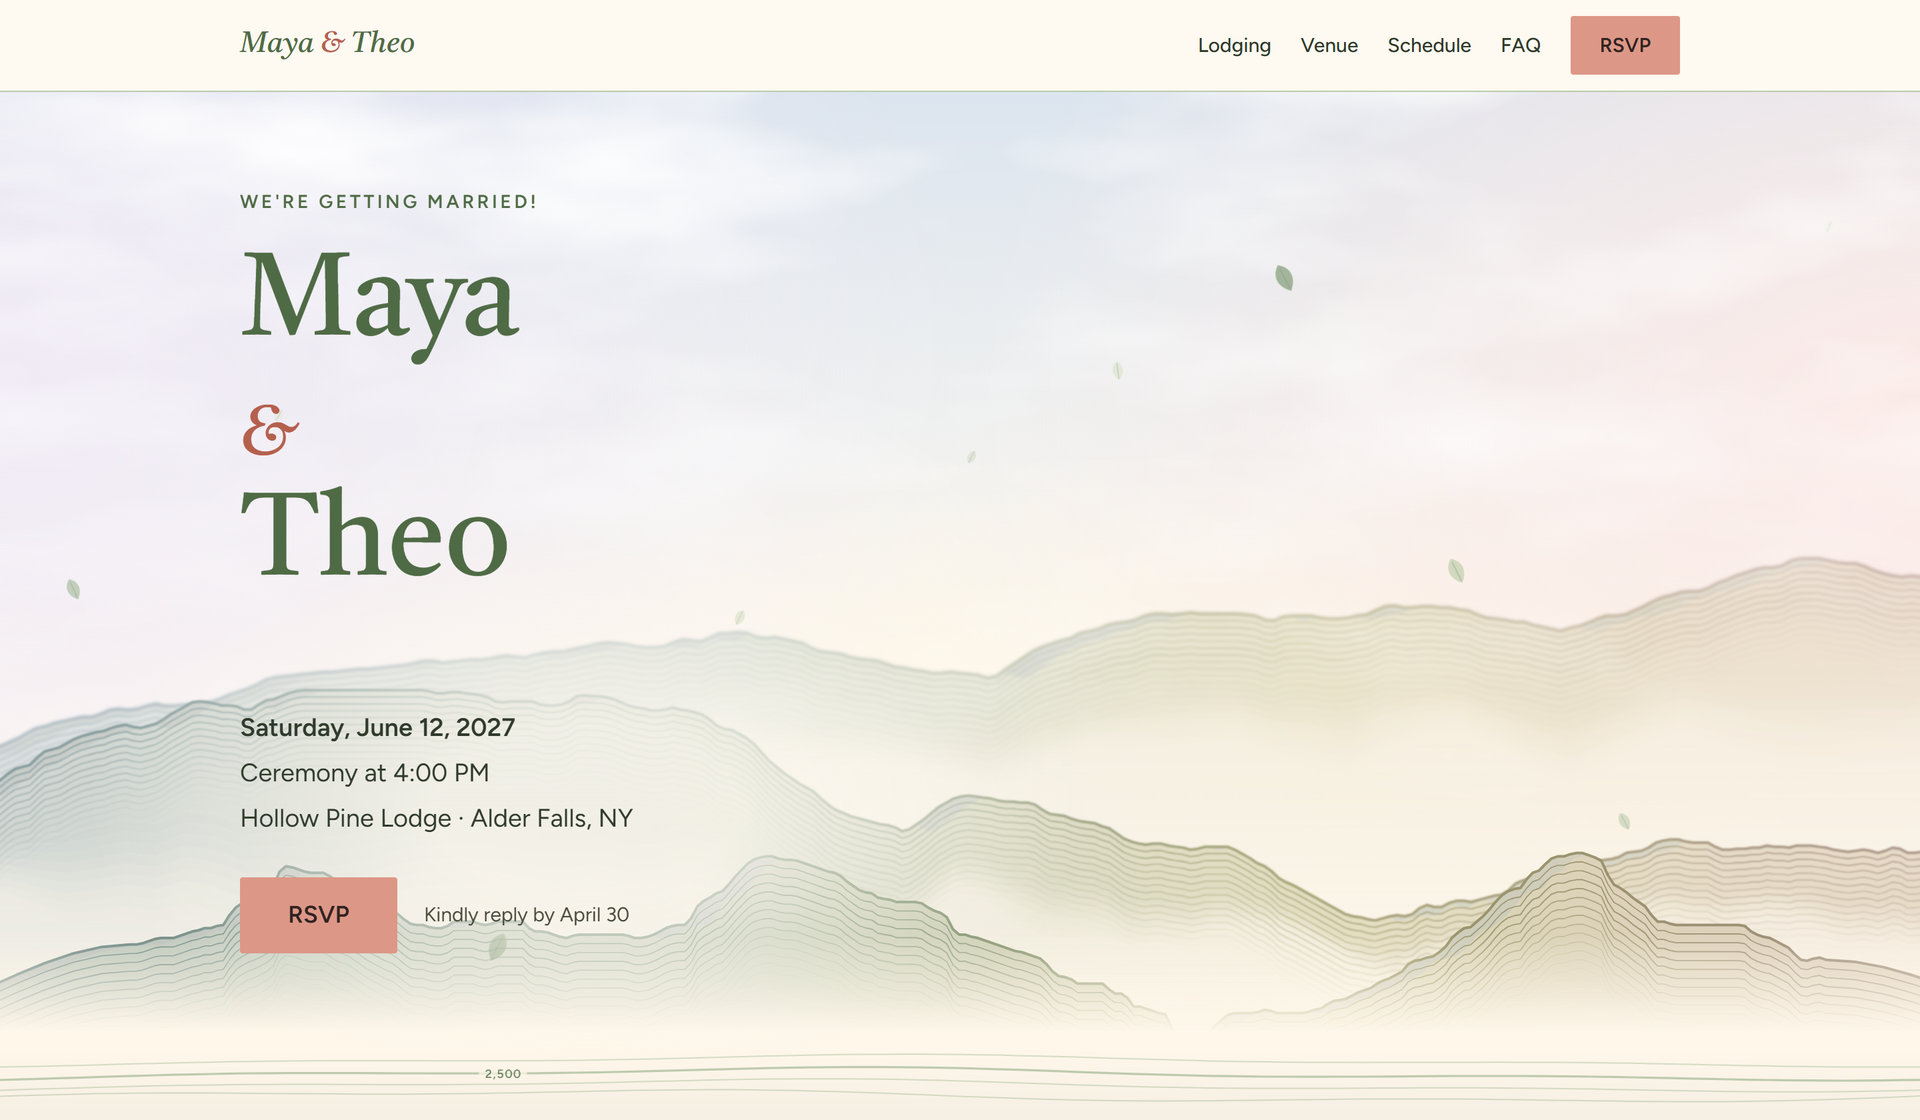 Maya & Theo
Lodging Venue Schedule FAQ RSVP
WE'RE GETTING MARRIED!
Maya
&
Theo
Saturday, June 12, 2027
Ceremony at 4:00 PM
Hollow Pine Lodge · Alder Falls, NY
RSVP Kindly reply by April 30
2,500